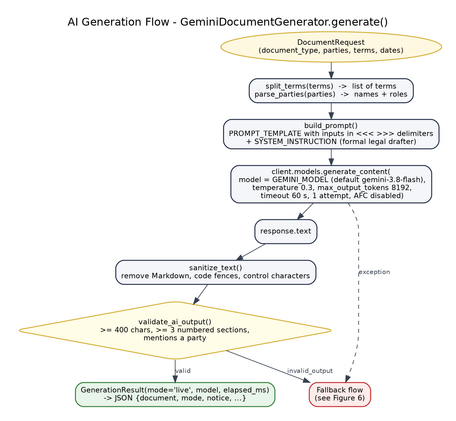 AI Generation Flow - GeminiDocumentGenerator.generate()
DocumentRequest
(document_type, parties, terms, dates)
split_terms(terms) -> list of terms
parse_parties(parties) -> names + roles
build_prompt()
PROMPT_TEMPLATE with inputs in <<< >>> delimiters
+ SYSTEM_INSTRUCTION (formal legal drafter)
client.models.generate_content(
model = GEMINI_MODEL (default gemini-3.8-flash),
temperature 0.3, max_output_tokens 8192,
timeout 60 s, 1 attempt, AFC disabled)
response.text
sanitize_text()
remove Markdown, code fences, control characters
exception
validate_ai_output()
>= 400 chars, >= 3 numbered sections,
mentions a party
valid
invalid_output
GenerationResult(mode='live', model, elapsed_ms)
-> JSON {document, mode, notice, ...}
Fallback flow
(see Figure 6)